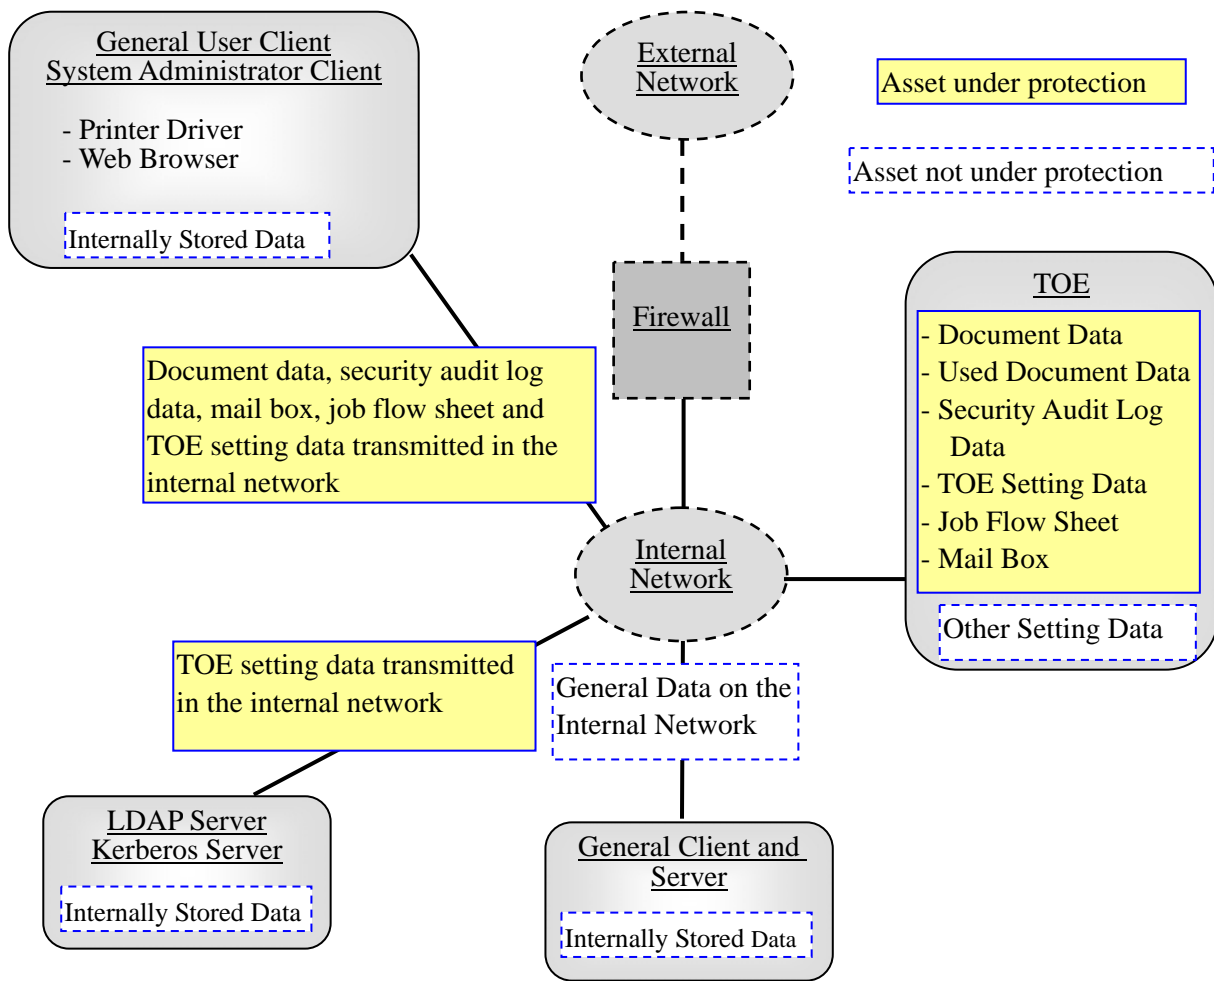 General User Client
System Administrator Client
- Printer Driver
- Web Browser
Internally Stored Data
External
Network
Asset under protection
Asset not under protection
Firewall
TOE
- Document Data
- Used Document Data
- Security Audit Log
Data
- TOE Setting Data
- Job Flow Sheet
- Mail Box
Other Setting Data
Document data, security audit log
data, mail box, job flow sheet and
TOE setting data transmitted in the
internal network
Internal
Network
TOE setting data transmitted
in the internal network
General Data on the
Internal Network
LDAP Server
Kerberos Server
Internally Stored Data
General Client and
Server
Internally Stored Data